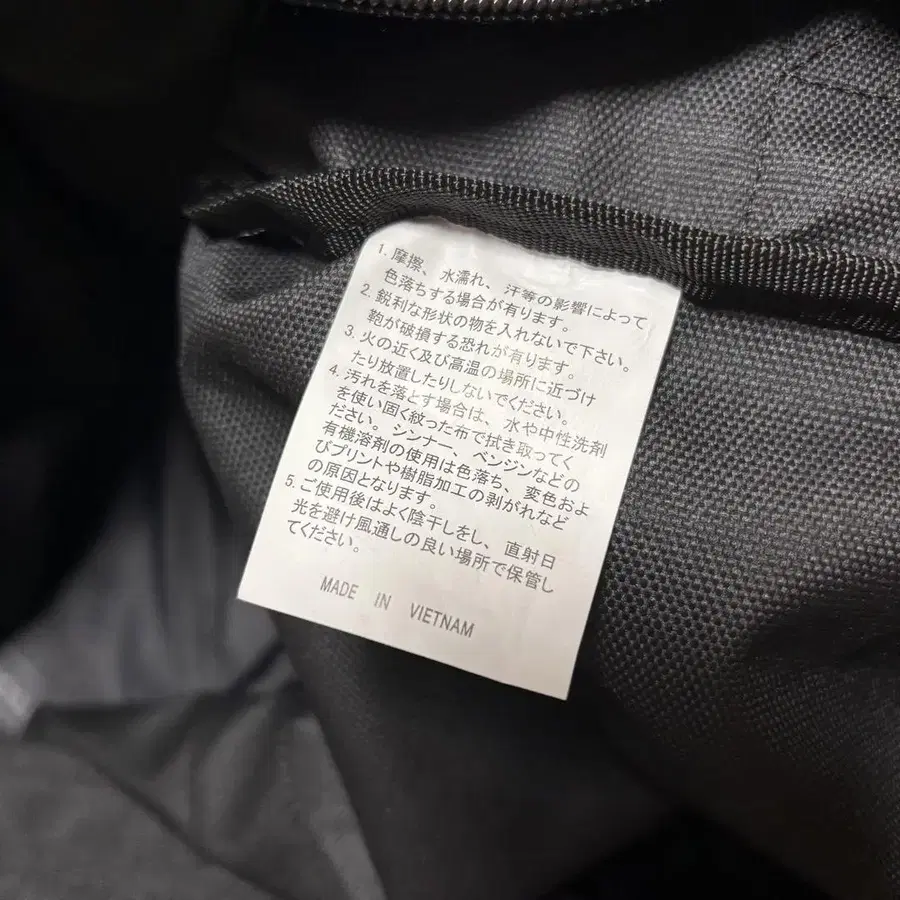 1. 摩擦、水濡れ、汗等の影響によって
色落ちする場合が有ります。
2. 鋭利な形状の物を入れないで下さい。
鞄が破損する恐れが有ります。
3. 火の近く及び高温の場所に近づけ
たり放置したりしないでください。
4. 汚れを落とす場合は、水や中性洗剤
を使い固く絞った布で拭き取ってく
ださい。シンナー、ベンジンなどの
有機溶剤の使用は色落ち、変色およ
びプリントや樹脂加工の剥がれなど
の原因となります。
5. ご使用後はよく陰干しをし、直射日
光を避け風通しの良い場所で保管し
てください。
MADE IN VIETNAM